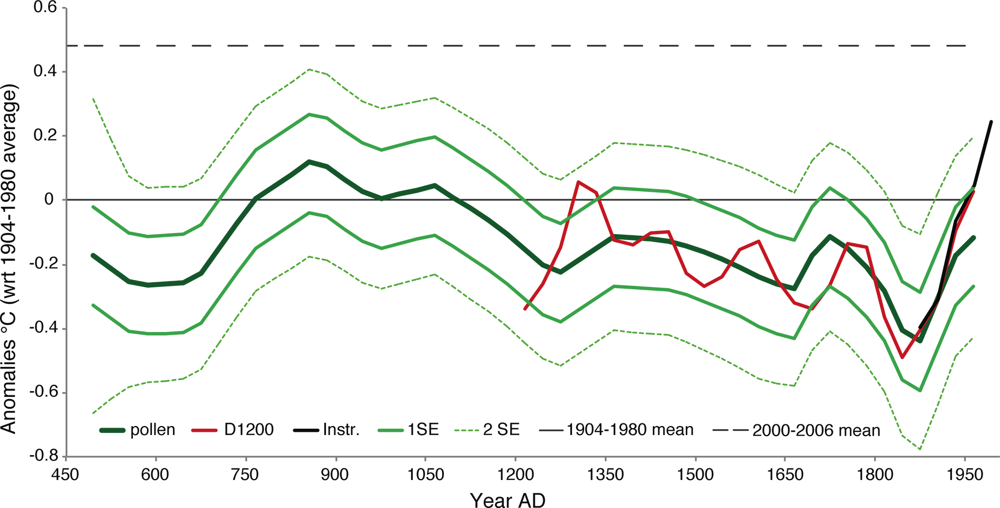 Anomalies °C (wrt 1904-1980 average)
0.6
0.4
0.2
0
-0.2
-0.4
-0.6
-0.8
pollen D1200 Instr. 1SE 2 SE 1904-1980 mean 2000-2006 mean
450 600 750 900 1050 1200 1350 1500 1650 1800 1950
Year AD